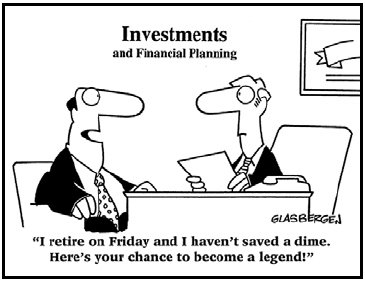 Investments
and Financial Planning
GLASBERGEN
“I retire on Friday and I haven’t saved a dime.
Here’s your chance to become a legend!”